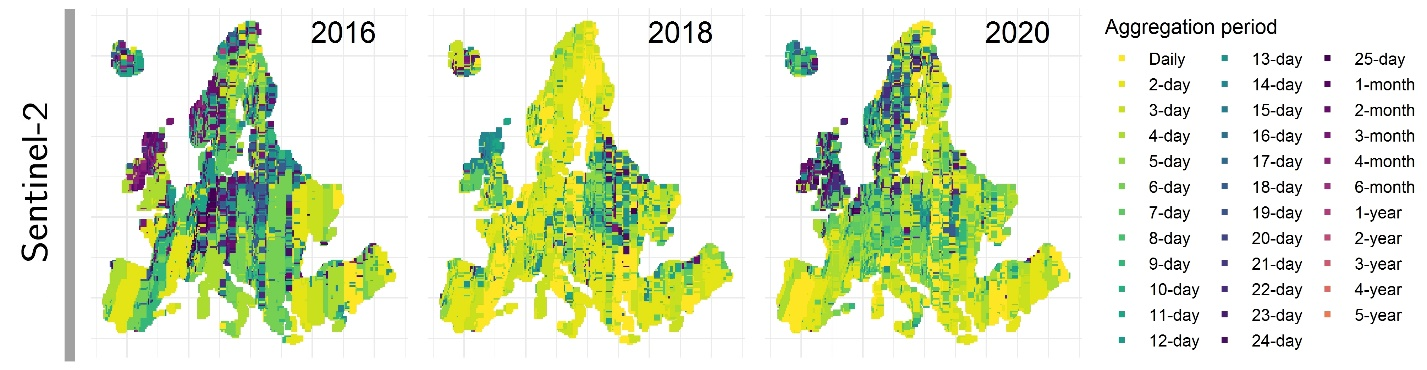 Sentinel-2
2016
2018
2020
Aggregation period
Daily
2-day
3-day
4-day
5-day
6-day
7-day
8-day
9-day
10-day
11-day
12-day
13-day
14-day
15-day
16-day
17-day
18-day
19-day
20-day
21-day
22-day
23-day
24-day
25-day
1-month
2-month
3-month
4-month
6-month
1-year
2-year
3-year
4-year
5-year